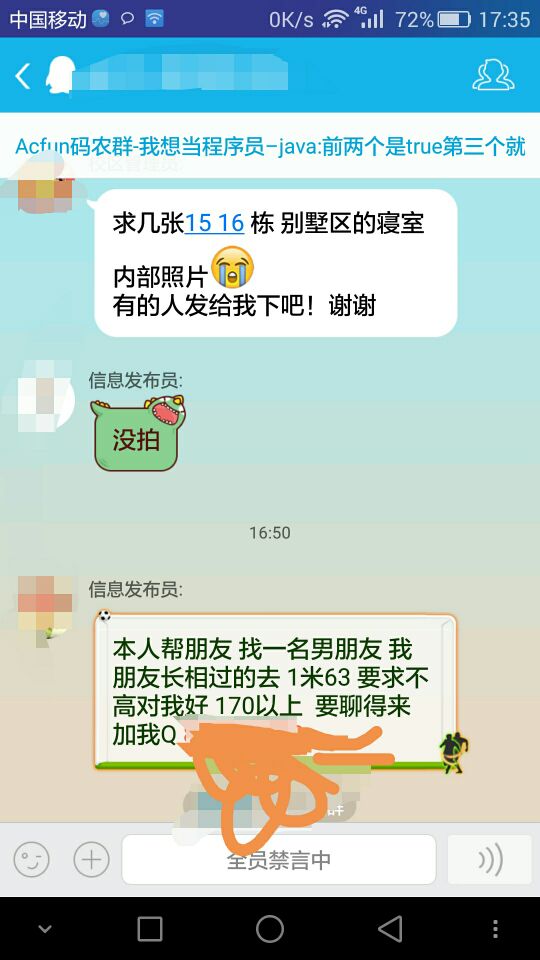 中国移动
0K/s
4G
72%
17:35
Acfun码农群-我想当程序员–java:前两个是true第三个就
求几张15 16 栋 别墅区的寝室
内部照片
有的人发给我下吧！谢谢
信息发布员:
没拍
16:50
信息发布员:
本人帮朋友 找一名男朋友 我
朋友长相过的去 1米63 要求不
高对我好 170以上  要聊得来
加我Q
全员禁言中